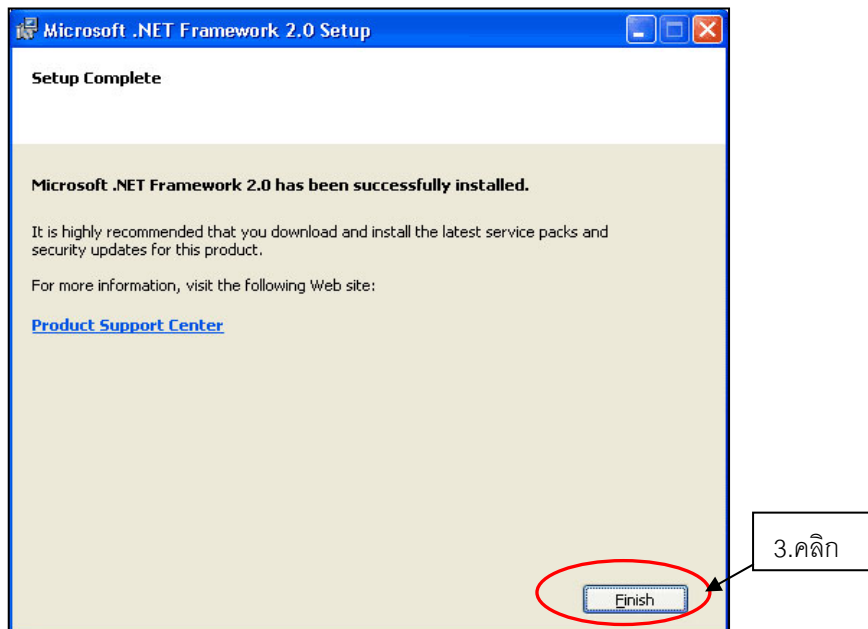 Microsoft .NET Framework 2.0 Setup
Setup Complete
Microsoft .NET Framework 2.0 has been successfully installed.
It is highly recommended that you download and install the latest service packs and
security updates for this product.
For more information, visit the following Web site:
Product Support Center
3.คลิก
Finish